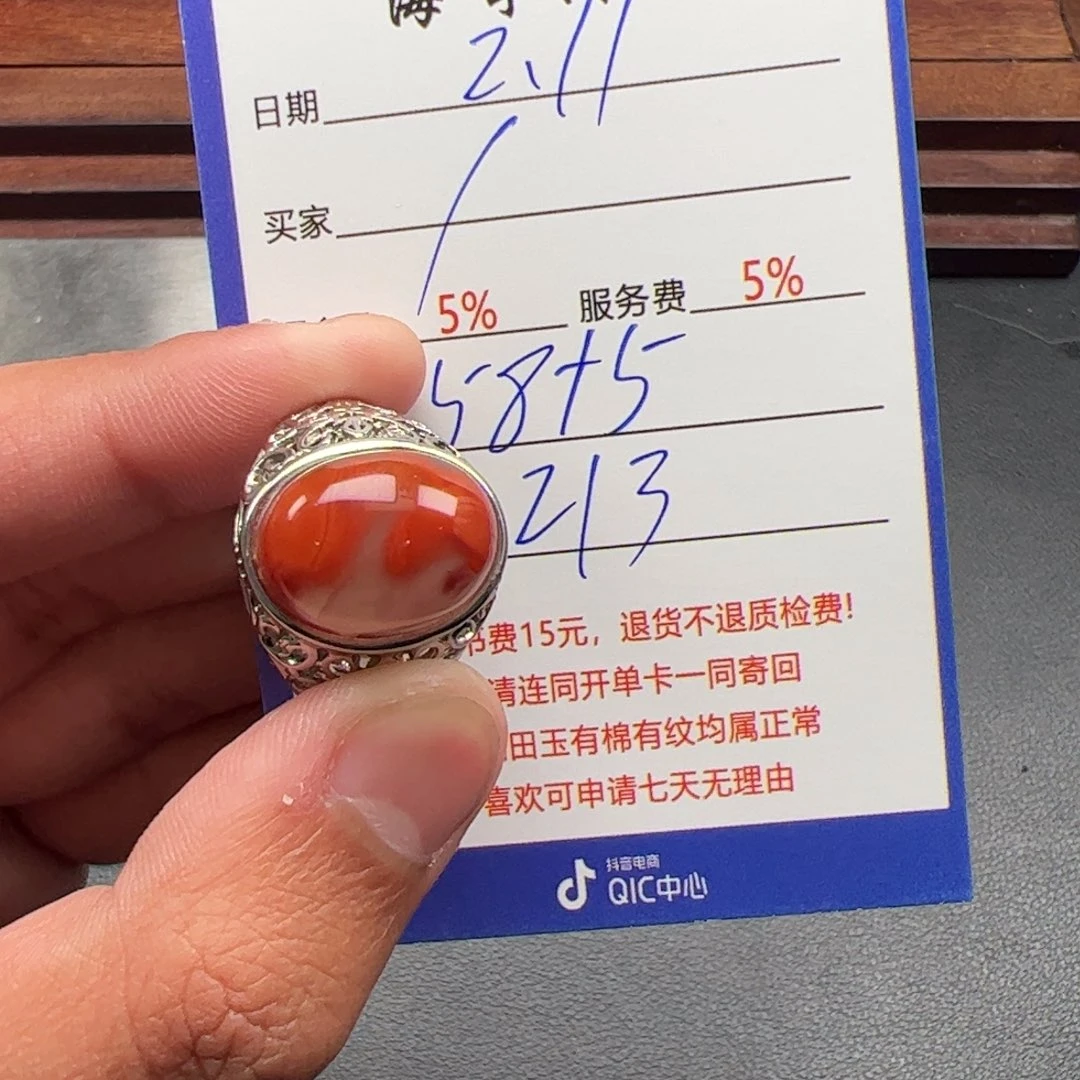 日期 2.11
买家
5% 服务费 5%
58+5
213
书费15元，退货不退质检费!
请连同开单卡一同寄回
田玉有棉有纹均属正常
喜欢可申请七天无理由
抖音电商
QIC中心